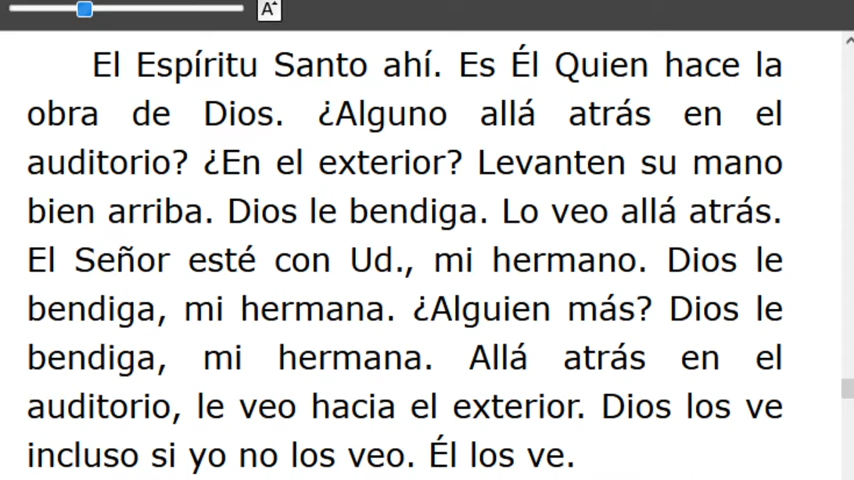 A
El Espíritu Santo ahí. Es Él Quien hace la
obra de Dios. ¿Alguno allá atrás en el
auditorio? ¿En el exterior? Levanten su mano
bien arriba. Dios le bendiga. Lo veo allá atrás.
El Señor esté con Ud., mi hermano. Dios le
bendiga, mi hermana. ¿Alguien más? Dios le
bendiga, mi hermana. Allá atrás en el
auditorio, le veo hacia el exterior. Dios los ve
incluso si yo no los veo. Él los ve.